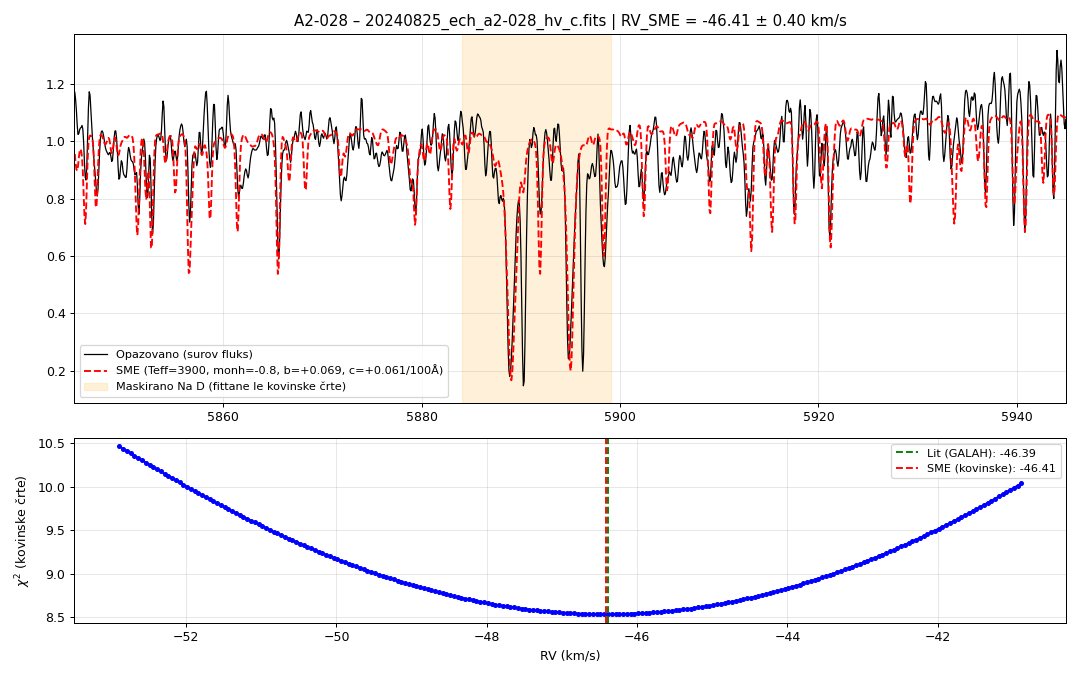 A2-028 – 20240825_ech_a2-028_hv_c.fits | RV_SME = -46.41 ± 0.40 km/s
1.2
1.0
0.8
0.6
0.4
0.2
Opazovano (surov fluks)
SME (Teff=3900, monh=-0.8, b=+0.069, c=+0.061/100Å)
Maskirano Na D (fittane le kovinske črte)
5860 5880 5900 5920 5940
10.5
10.0
9.5
9.0
8.5
χ² (kovinske črte)
Lit (GALAH): -46.39
SME (kovinske): -46.41
−52 −50 −48 −46 −44 −42
RV (km/s)